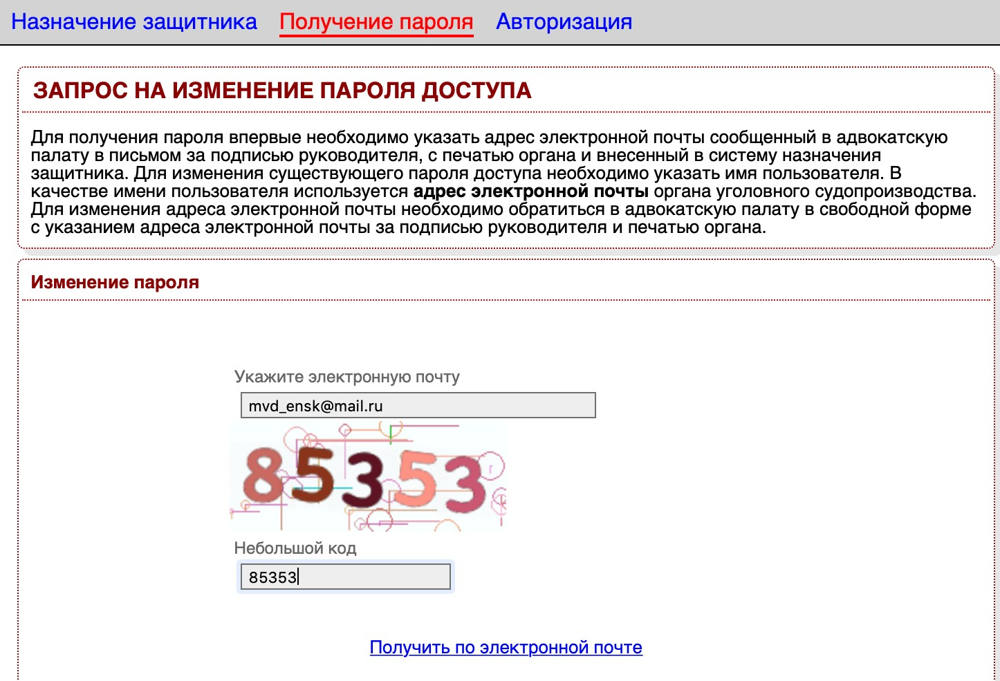 Назначение защитника Получение пароля Авторизация
ЗАПРОС НА ИЗМЕНЕНИЕ ПАРОЛЯ ДОСТУПА
Для получения пароля впервые необходимо указать адрес электронной почты сообщенный в адвокатскую
палату в письмом за подписью руководителя, с печатью органа и внесенный в систему назначения
защитника. Для изменения существующего пароля доступа необходимо указать имя пользователя. В
качестве имени пользователя используется адрес электронной почты органа уголовного судопроизводства.
Для изменения адреса электронной почты необходимо обратиться в адвокатскую палату в свободной форме
с указанием адреса электронной почты за подписью руководителя и печатью органа.
Изменение пароля
Укажите электронную почту
mvd_ensk@mail.ru
85353
Небольшой код
85353
Получить по электронной почте